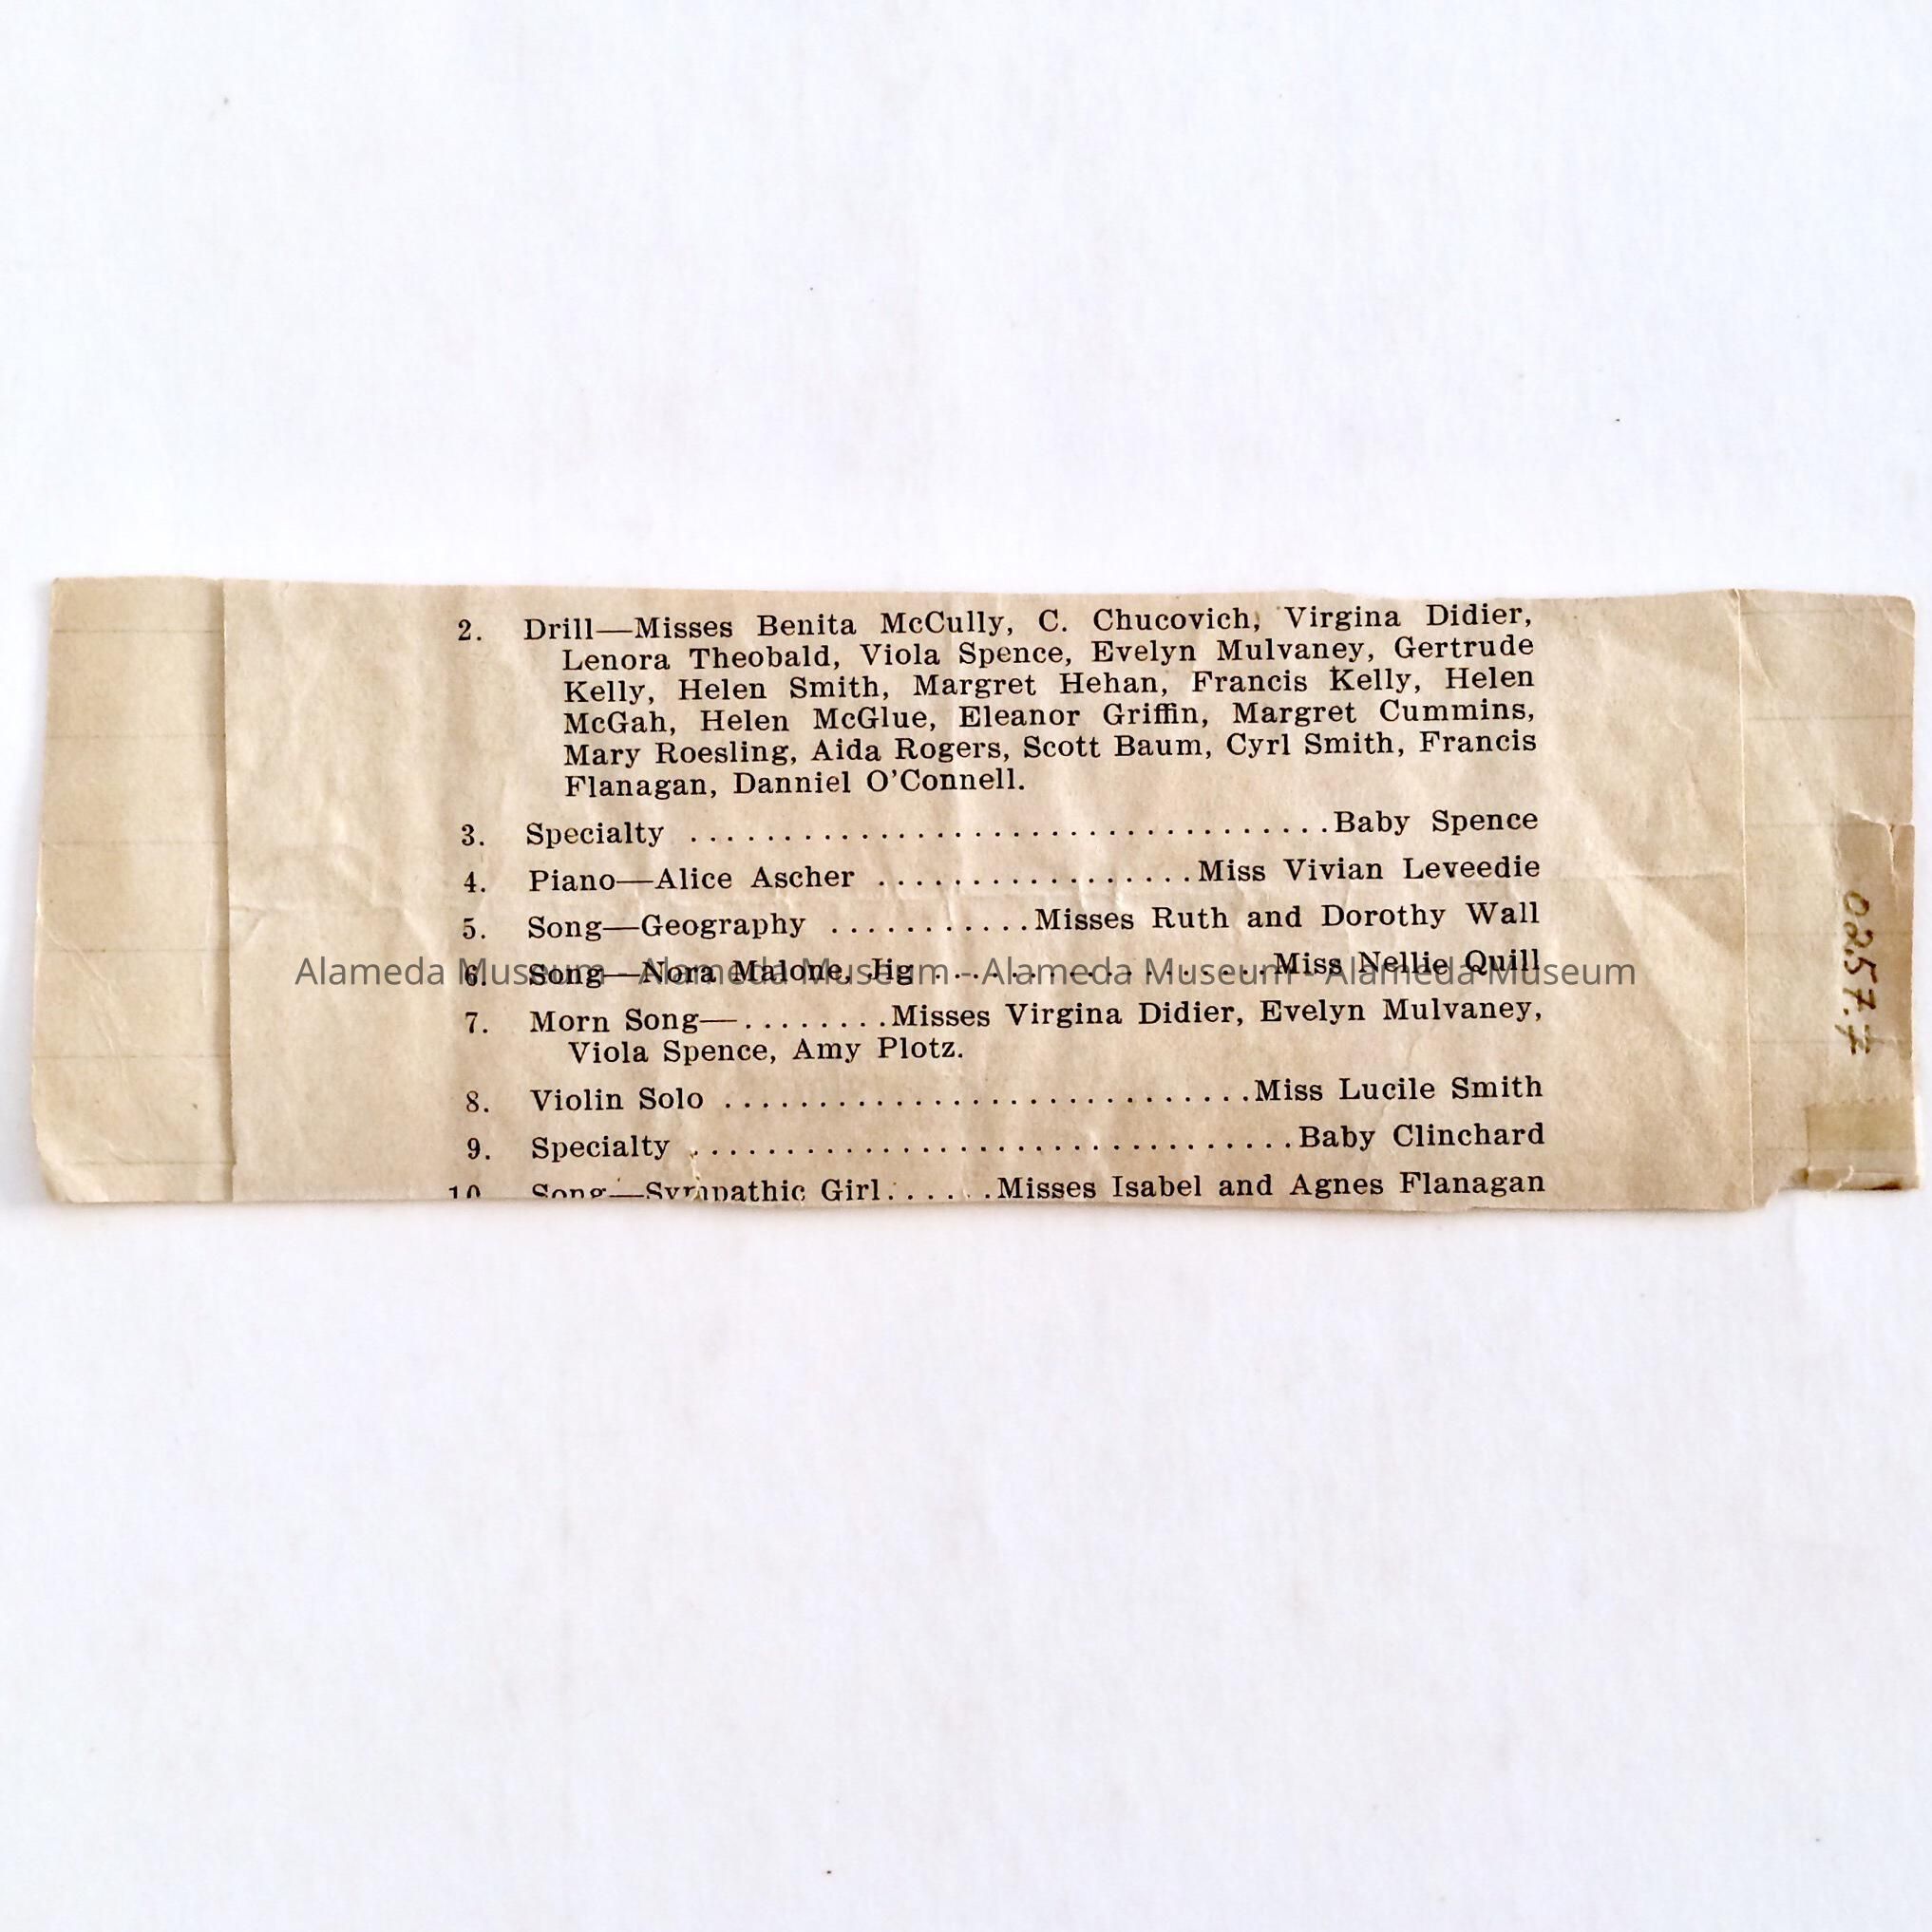 2. Drill—Misses Benita McCully, C. Chucovich, Virgina Didier,
Lenora Theobald, Viola Spence, Evelyn Mulvaney, Gertrude
Kelly, Helen Smith, Margret Hehan, Francis Kelly, Helen
McGah, Helen McGlue, Eleanor Griffin, Margret Cummins,
Mary Roesling, Aida Rogers, Scott Baum, Cyrl Smith, Francis
Flanagan, Danniel O'Connell.
3. Specialty ..................................Baby Spence
4. Piano—Alice Ascher .................Miss Vivian Leveedie
5. Song—Geography ...........Misses Ruth and Dorothy Wall
6. Song—Nora Malone, Jig ..................Miss Nellie Quill
Alameda Museum - Alameda Museum - Alameda Museum - Alameda Museum
7. Morn Song—........Misses Virgina Didier, Evelyn Mulvaney,
Viola Spence, Amy Plotz.
8. Violin Solo ............................Miss Lucile Smith
9. Specialty ................................Baby Clinchard
10 Song—Sympathic Girl......Misses Isabel and Agnes Flanagan
0257.7